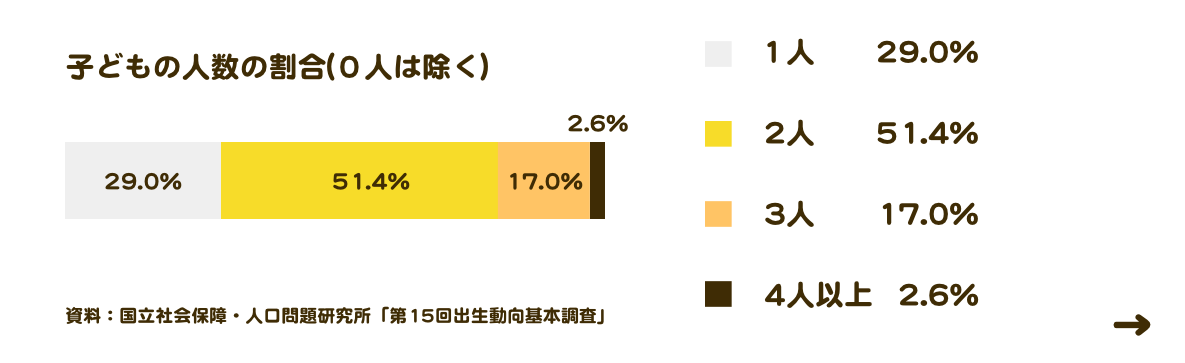 子どもの人数の割合(０人は除く)
2.6%
29.0% 51.4% 17.0%
資料：国立社会保障・人口問題研究所「第15回出生動向基本調査」
1人 29.0%
2人 51.4%
3人 17.0%
4人以上 2.6%
→